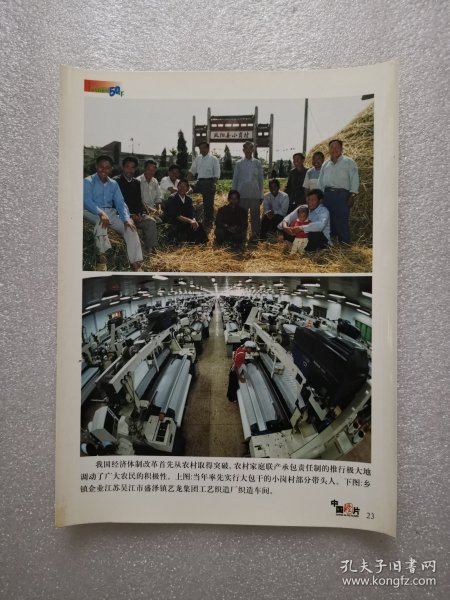 50年
凤阳县小岗村
我国经济体制改革首先从农村取得突破,农村家庭联产承包责任制的推行极大地
调动了广大农民的积极性。上图:当年率先实行大包干的小岗村部分带头人。下图:乡
镇企业江苏吴江市盛泽镇艺龙集团工艺织造厂织造车间。
中国图片
23
孔夫子旧书网
www.kongfz.com